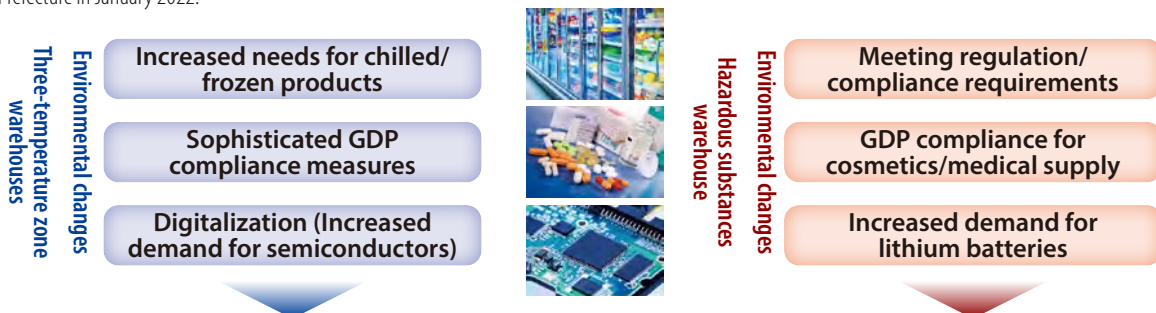 Prefecture in January 2022.
Three-temperature zone
warehouses
Environmental changes
Increased needs for chilled/
frozen products
Sophisticated GDP
compliance measures
Digitalization (Increased
demand for semiconductors)
Hazardous substances
warehouse
Environmental changes
Meeting regulation/
compliance requirements
GDP compliance for
cosmetics/medical supply
Increased demand for
lithium batteries